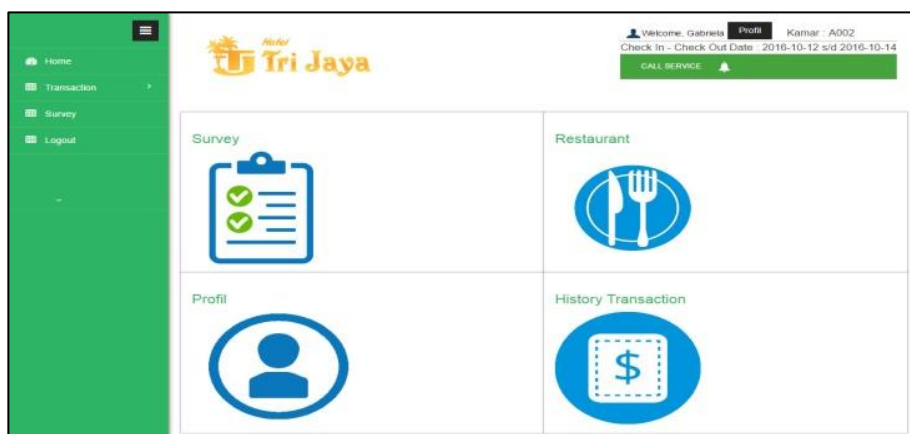 Home
Transaction
Survey
Logout
Hotel
Tri Jaya
Welcome, Gabriela Profil Kamar : A002
Check In - Check Out Date : 2016-10-12 s/d 2016-10-14
CALL SERVICE
Survey
Restaurant
Profil
History Transaction
$